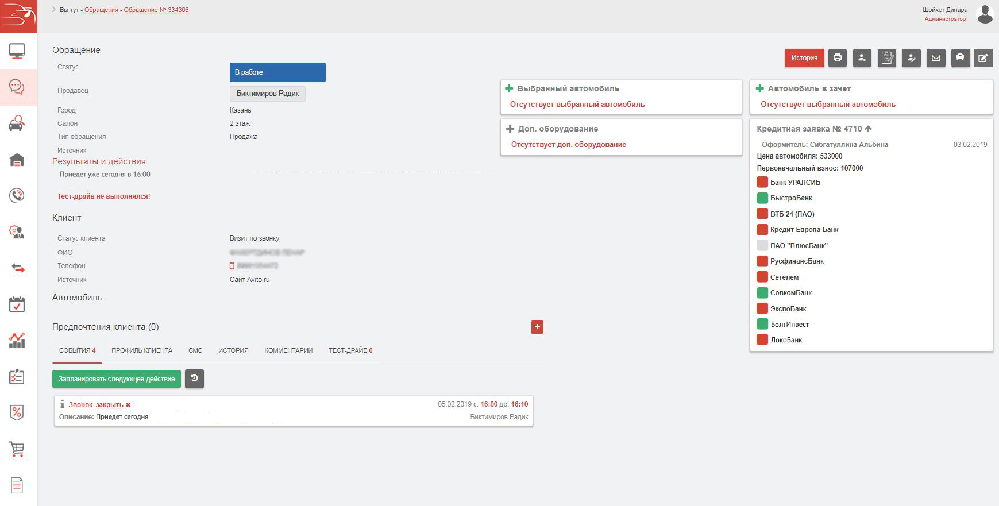 Вы тут - Обращения - Обращение № 334306
Шойхет Динара
Администратор
Обращение
Статус
В работе
Продавец
Биктимиров Радик
Город
Казань
Салон
2 этаж
Тип обращения
Продажа
Источник
Результаты и действия
Приедет уже сегодня в 16:00
Тест-драйв не выполнялся!
Клиент
Статус клиента
Визит по звонку
ФИО
Телефон
Источник
Сайт Avito.ru
Автомобиль
Предпочтения клиента (0)
+
СОБЫТИЯ 4
ПРОФИЛЬ КЛИЕНТА
СМС
ИСТОРИЯ
КОММЕНТАРИИ
ТЕСТ-ДРАЙВ 0
Запланировать следующее действие
Звонок закрыть
05.02.2019 с: 16:00 до: 16:10
Описание: Приедет сегодня
Биктимиров Радик
История
Выбранный автомобиль
Отсутствует выбранный автомобиль
Доп. оборудование
Отсутствует доп. оборудование
Автомобиль в зачет
Отсутствует выбранный автомобиль
Кредитная заявка № 4710
Оформитель: Сибгатуллина Альбина
03.02.2019
Цена автомобиля: 533000
Первоначальный взнос: 107000
Банк УРАЛСИБ
БыстроБанк
ВТБ 24 (ПАО)
Кредит Европа Банк
ПАО "ПлюсБанк"
РусфинансБанк
Сетелем
СовкомБанк
ЭкспоБанк
БолтИнвест
ЛокоБанк